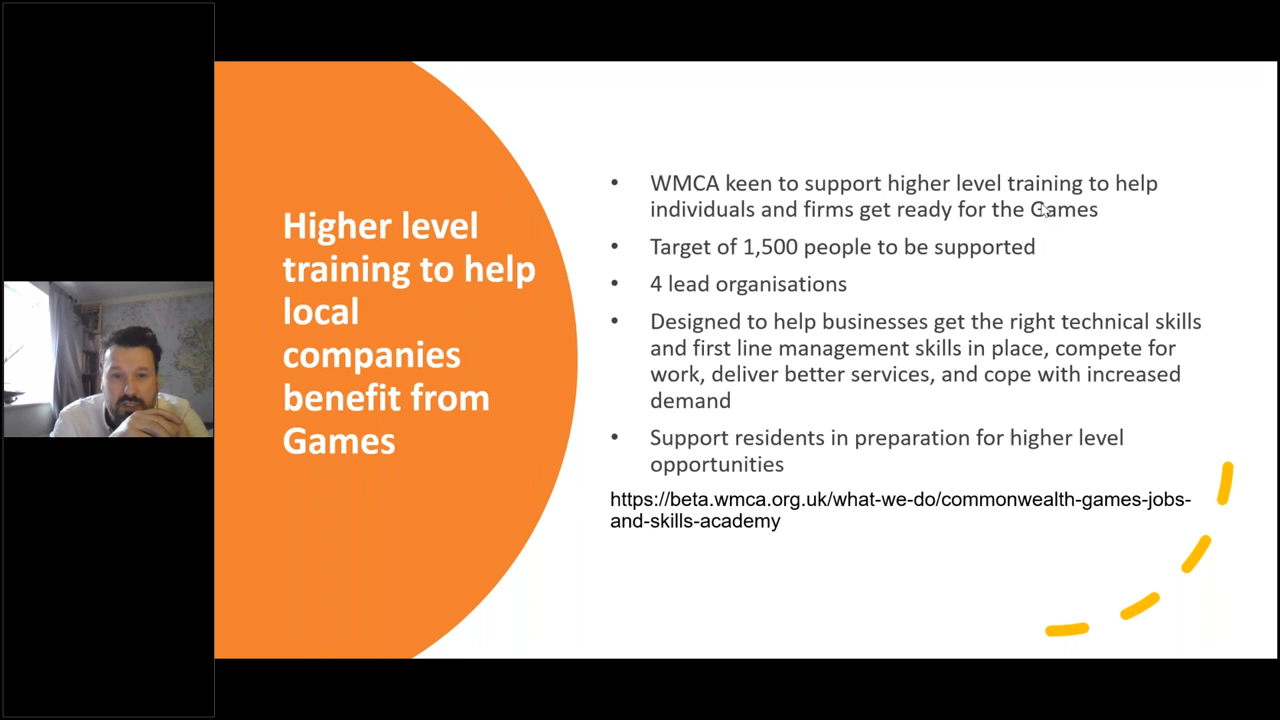 Higher level
training to help
local
companies
benefit from
Games
• WMCA keen to support higher level training to help
individuals and firms get ready for the Games
• Target of 1,500 people to be supported
• 4 lead organisations
• Designed to help businesses get the right technical skills
and first line management skills in place, compete for
work, deliver better services, and cope with increased
demand
• Support residents in preparation for higher level
opportunities
https://beta.wmca.org.uk/what-we-do/commonwealth-games-jobs-
and-skills-academy